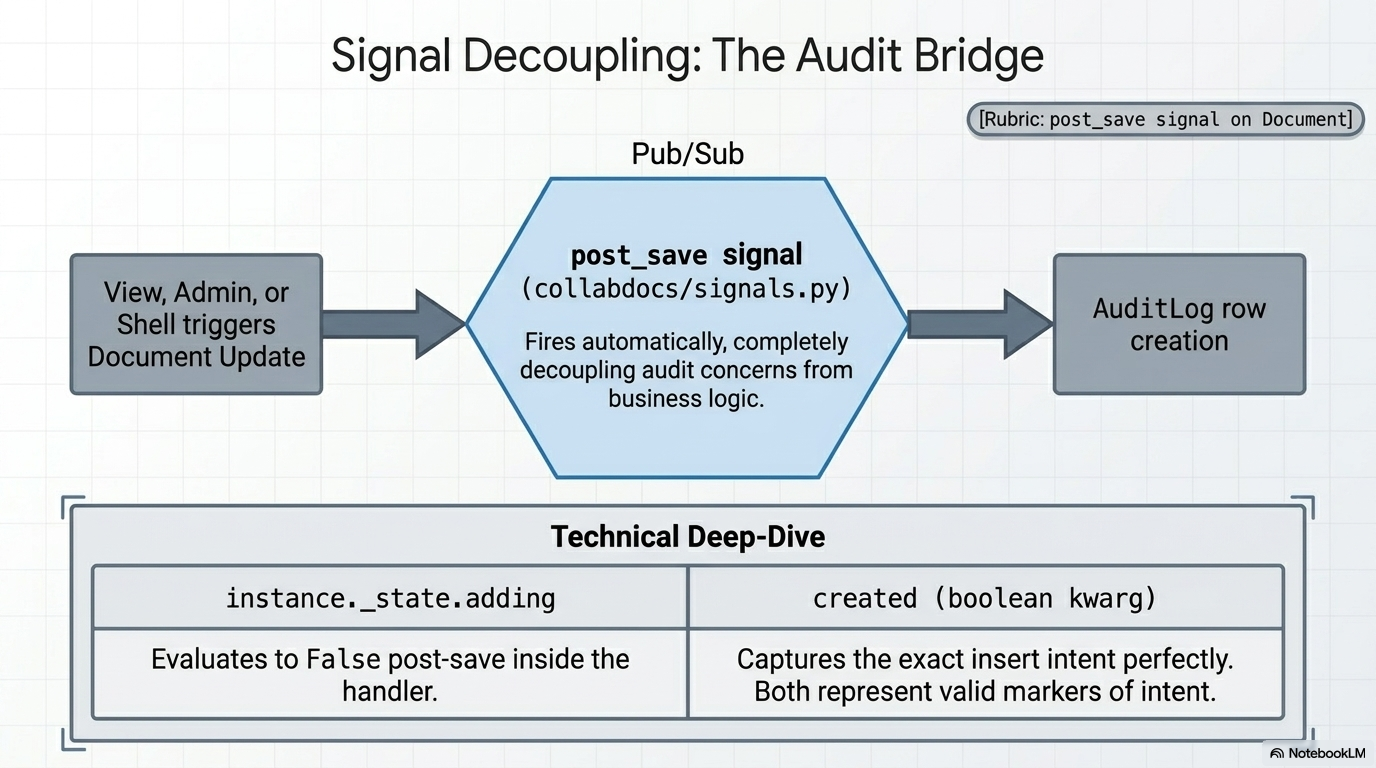 Signal Decoupling: The Audit Bridge
[Rubric: post_save signal on Document]
Pub/Sub
View, Admin, or
Shell triggers
Document Update
post_save signal
(collabdocs/signals.py)
Fires automatically, completely
decoupling audit concerns from
business logic.
AuditLog row
creation
Technical Deep-Dive
instance._state.adding
created (boolean kwarg)
Evaluates to False post-save inside the
handler.
Captures the exact insert intent perfectly.
Both represent valid markers of intent.
NotebookLM